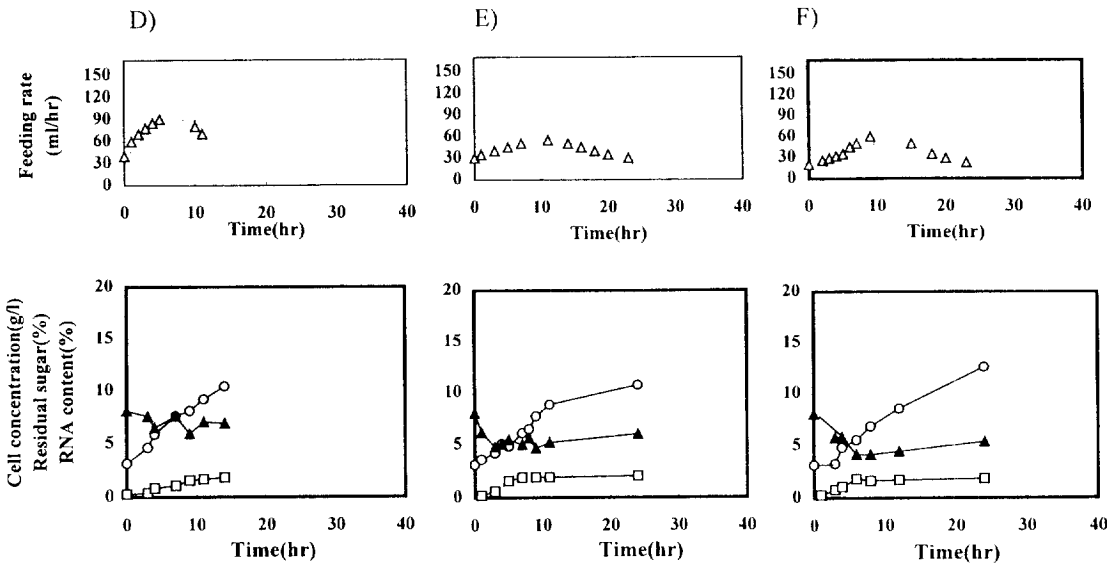 D)
E)
F)
Feeding rate
(ml/hr)
150
120
90
60
30
0
0 10 20 30 40
Time(hr)
150
120
90
60
30
0
0 10 20 30 40
Time(hr)
150
120
90
60
30
0
0 10 20 30 40
Time(hr)
Cell concentration(g/l)
Residual sugar(%)
RNA content(%)
20
15
10
5
0
0 10 20 30 40
Time(hr)
20
15
10
5
0
0 10 20 30 40
Time(hr)
20
15
10
5
0
0 10 20 30 40
Time(hr)